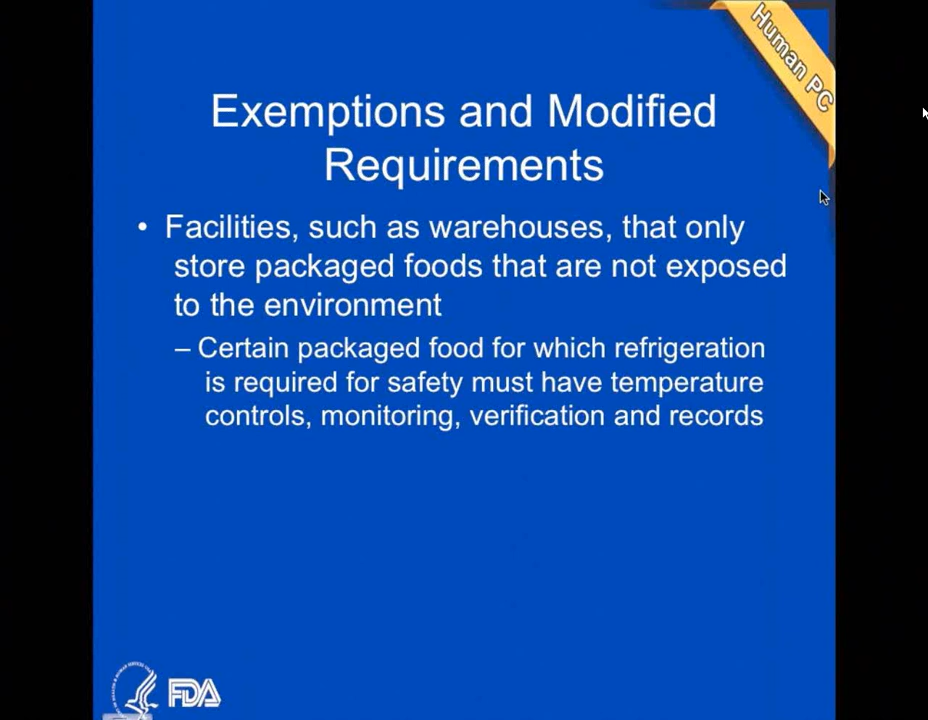 Human PC
Exemptions and Modified
Requirements
• Facilities, such as warehouses, that only
store packaged foods that are not exposed
to the environment
– Certain packaged food for which refrigeration
is required for safety must have temperature
controls, monitoring, verification and records
FDA